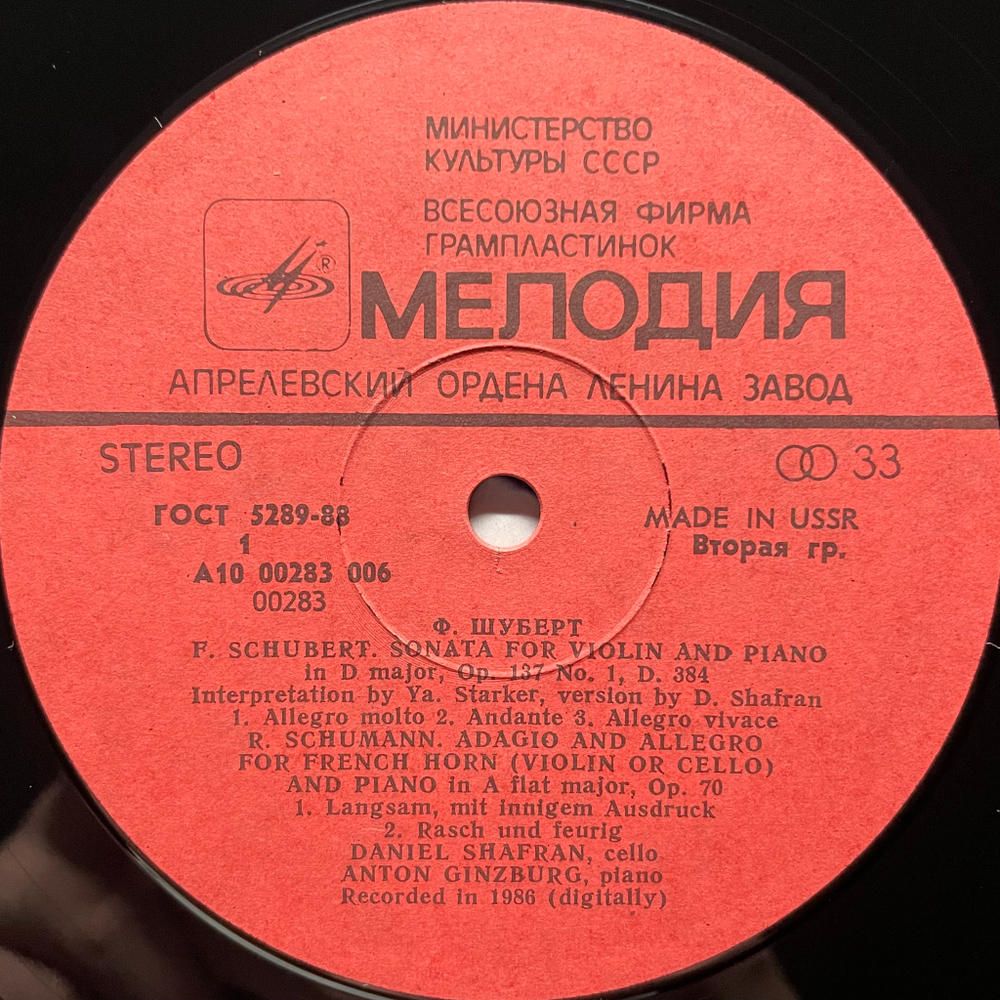 МИНИСТЕРСТВО
КУЛЬТУРЫ СССР
ВСЕСОЮЗНАЯ ФИРМА
ГРАМПЛАСТИНОК
®
МЕЛОДИЯ
АПРЕЛЕВСКИЙ ОРДЕНА ЛЕНИНА ЗАВОД
STEREO
33
ГОСТ 5289-88
MADE IN USSR
1
Вторая гр.
А10 00283 006
00283
Ф. ШУБЕРТ
F. SCHUBERT. SONATA FOR VIOLIN AND PIANO
in D major, Op. 137 No. 1, D. 384
Interpretation by Ya. Starker, version by D. Shafran
1. Allegro molto 2. Andante 3. Allegro vivace
R. SCHUMANN. ADAGIO AND ALLEGRO
FOR FRENCH HORN (VIOLIN OR CELLO)
AND PIANO in A flat major, Op. 70
1. Langsam, mit innigem Ausdruck
2. Rasch und feurig
DANIEL SHAFRAN, cello
ANTON GINZBURG, piano
Recorded in 1986 (digitally)